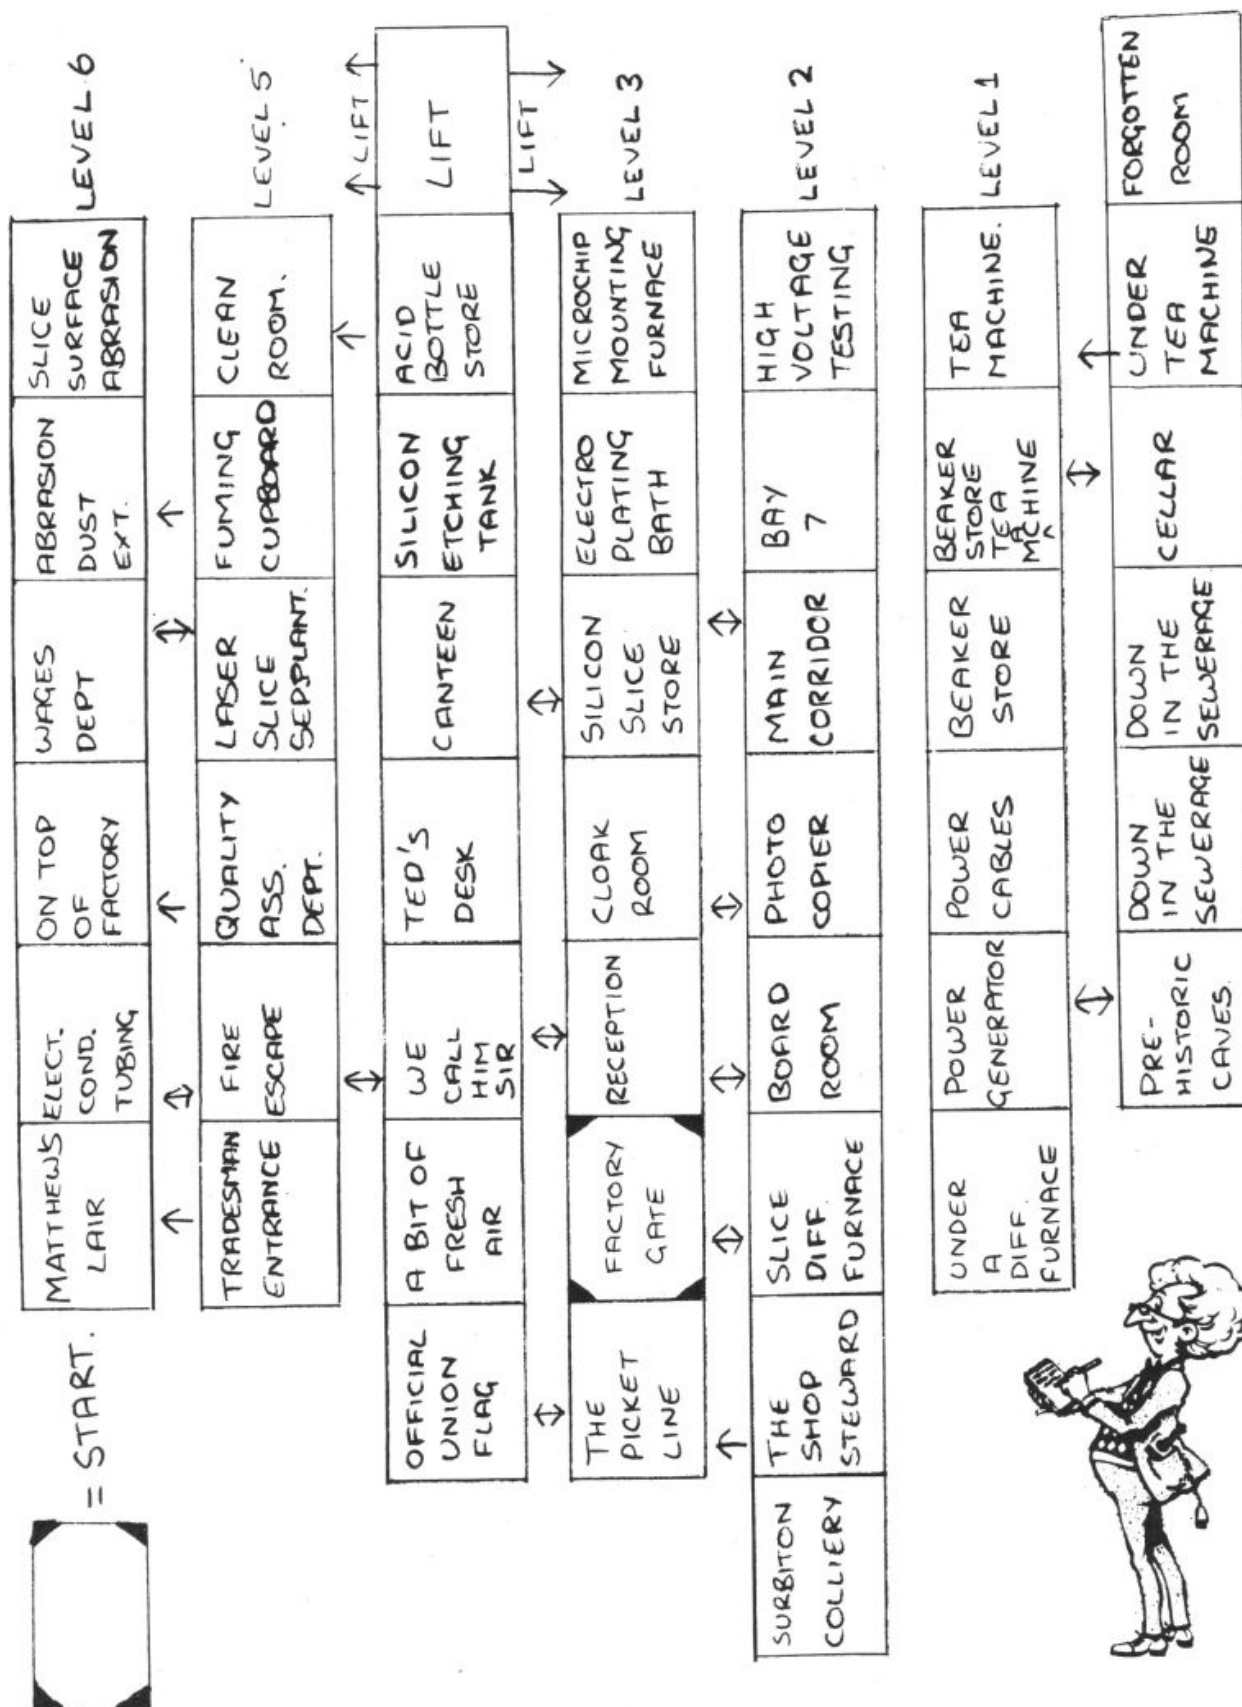 = START.
MATTHEW'S
LAIR
ELECT.
COND.
TUBING
ON TOP
OF
FACTORY
WAGES
DEPT
ABRASION
DUST
EXT.
SLICE
SURFACE
ABRASION
LEVEL 6
TRADESMAN
ENTRANCE
FIRE
ESCAPE
QUALITY
ASS.
DEPT.
LASER
SLICE
SEP.PLANT.
FUMING
CUPBOARD
CLEAN
ROOM.
LEVEL 5
LIFT
OFFICIAL
UNION
FLAG
A BIT OF
FRESH
AIR
WE
CALL
HIM
SIR
TED'S
DESK
CANTEEN
SILICON
ETCHING
TANK
ACID
BOTTLE
STORE
LIFT
LIFT
THE
PICKET
LINE
FACTORY
GATE
RECEPTION
CLOAK
ROOM
SILICON
SLICE
STORE
ELECTRO
PLATING
BATH
MICROCHIP
MOUNTING
FURNACE
LEVEL 3
SURBITON
COLLIERY
THE
SHOP
STEWARD
SLICE
DIFF.
FURNACE
BOARD
ROOM
PHOTO
COPIER
MAIN
CORRIDOR
BAY
7
HIGH
VOLTAGE
TESTING
LEVEL 2
UNDER
A
DIFF.
FURNACE
POWER
GENERATOR
POWER
CABLES
BEAKER
STORE
BEAKER
STORE
TEA
MACHINE
TEA
MACHINE.
LEVEL 1
PRE-
HISTORIC
CAVES.
DOWN
IN THE
SEWERAGE
DOWN
IN THE
SEWERAGE
CELLAR
UNDER
TEA
MACHINE
FORGOTTEN
ROOM